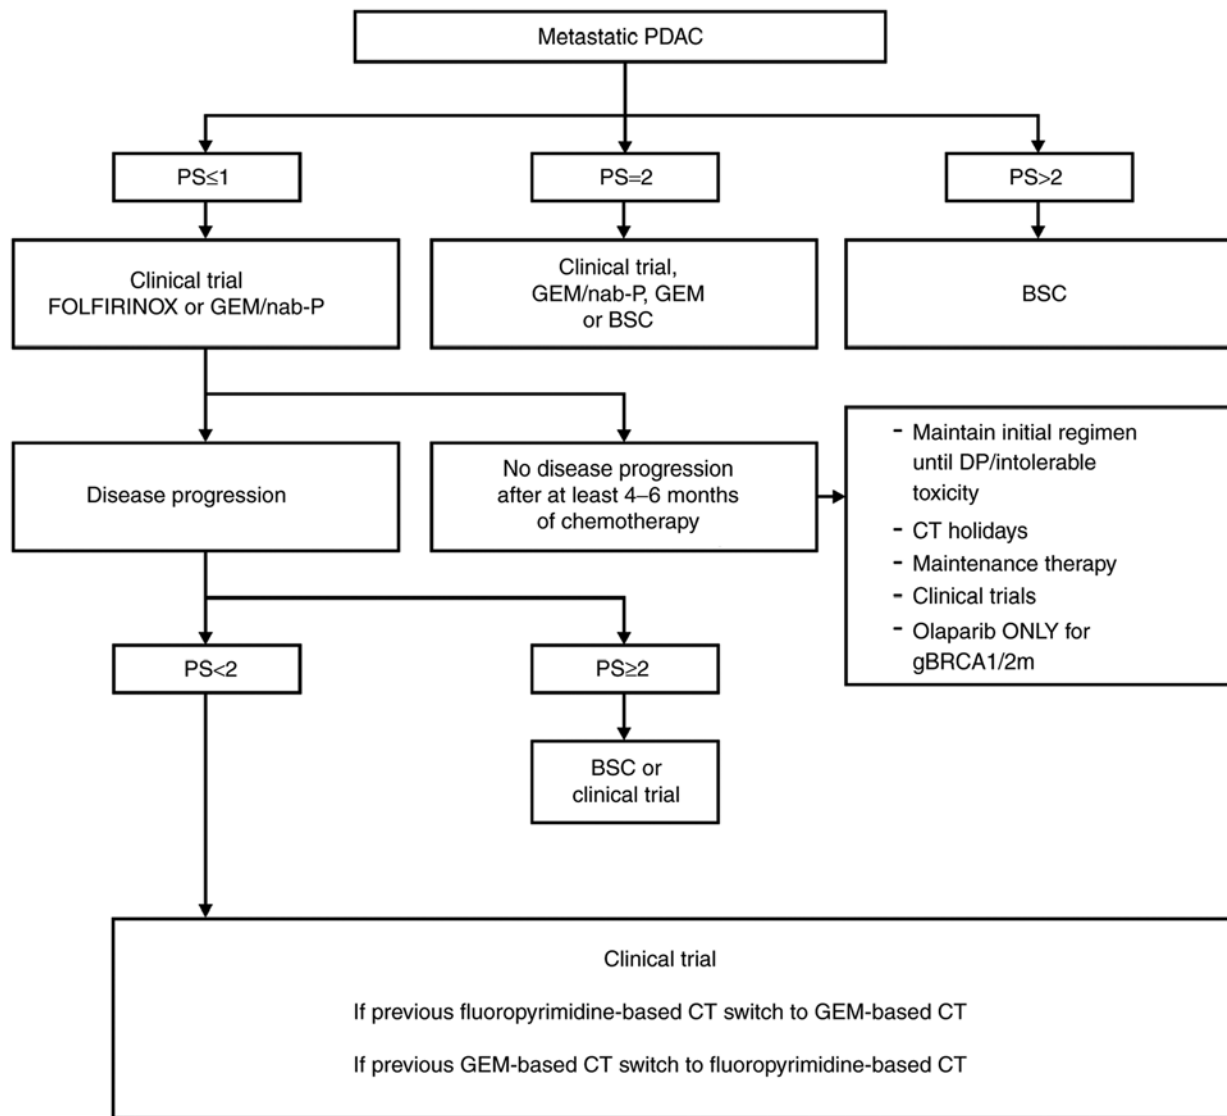 Metastatic PDAC
PS≤1
PS=2
PS>2
Clinical trial
FOLFIRINOX or GEM/nab-P
Clinical trial,
GEM/nab-P, GEM
or BSC
BSC
Disease progression
No disease progression
after at least 4–6 months
of chemotherapy
- Maintain initial regimen
until DP/intolerable
toxicity
- CT holidays
- Maintenance therapy
- Clinical trials
- Olaparib ONLY for
gBRCA1/2m
PS<2
PS≥2
BSC or
clinical trial
Clinical trial
If previous fluoropyrimidine-based CT switch to GEM-based CT
If previous GEM-based CT switch to fluoropyrimidine-based CT